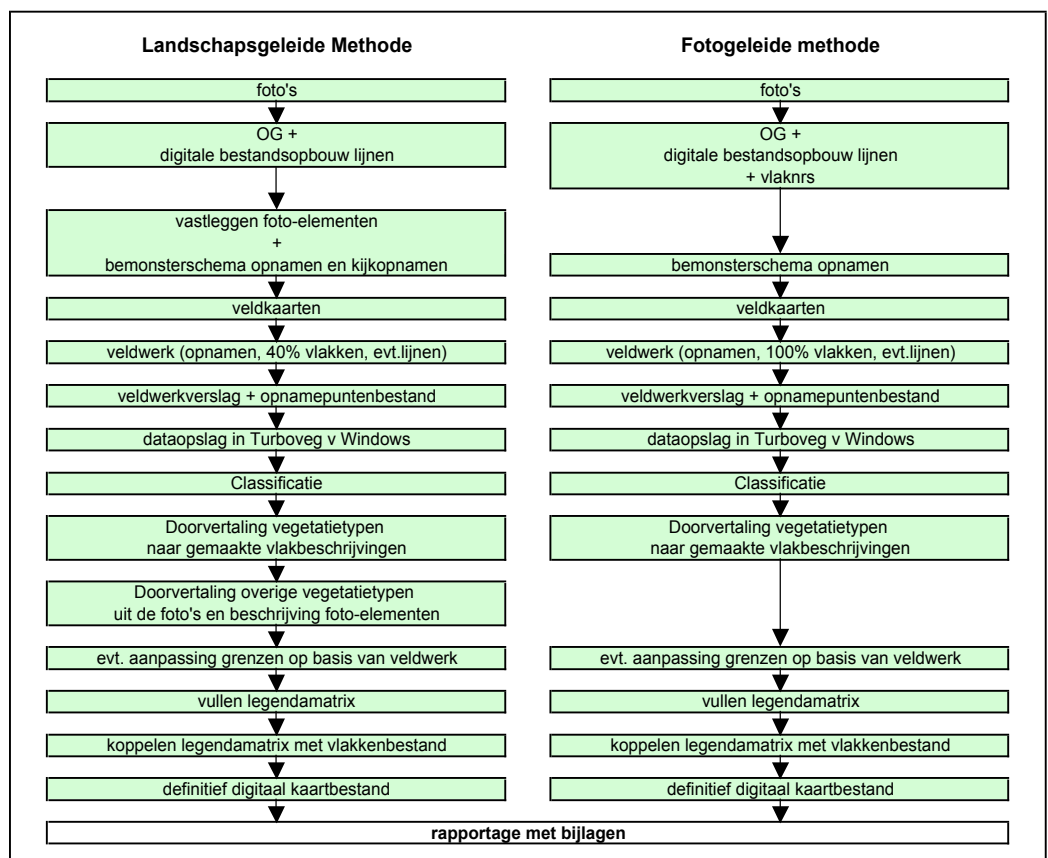 Landschapsgeleide Methode
foto's
OG +
digitale bestandsopbouw lijnen
vastleggen foto-elementen
+
bemonsterschema opnamen en kijkopnamen
veldkaarten
veldwerk (opnamen, 40% vlakken, evt.lijnen)
veldwerkverslag + opnamepuntenbestand
dataopslag in Turboveg v Windows
Classificatie
Doorvertaling vegetatietypen
naar gemaakte vlakbeschrijvingen
Doorvertaling overige vegetatietypen
uit de foto's en beschrijving foto-elementen
evt. aanpassing grenzen op basis van veldwerk
vullen legendamatrix
koppelen legendamatrix met vlakkenbestand
definitief digitaal kaartbestand
Fotogeleide methode
foto's
OG +
digitale bestandsopbouw lijnen
+ vlaknrs
bemonsterschema opnamen
veldkaarten
veldwerk (opnamen, 100% vlakken, evt.lijnen)
veldwerkverslag + opnamepuntenbestand
dataopslag in Turboveg v Windows
Classificatie
Doorvertaling vegetatietypen
naar gemaakte vlakbeschrijvingen
evt. aanpassing grenzen op basis van veldwerk
vullen legendamatrix
koppelen legendamatrix met vlakkenbestand
definitief digitaal kaartbestand
rapportage met bijlagen